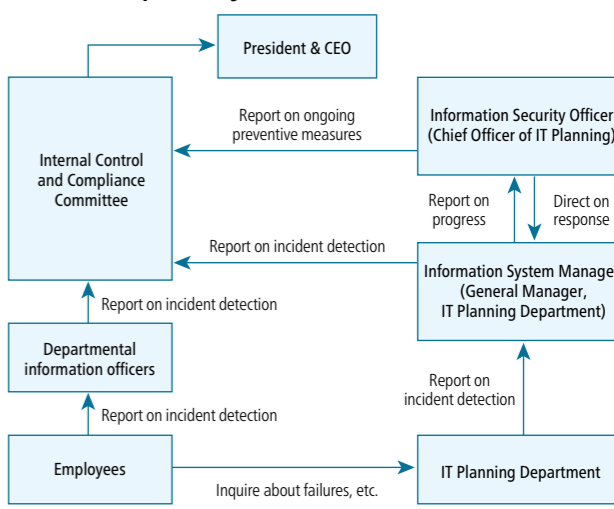 President & CEO
Internal Control
and Compliance
Committee
Report on ongoing
preventive measures
Information Security Officer
(Chief Officer of IT Planning)
Report on
progress
Direct on
response
Report on incident detection
Information System Manage
(General Manager,
IT Planning Department)
Report on incident detection
Departmental
information officers
Report on
incident detection
Report on incident detection
Employees
Inquire about failures, etc.
IT Planning Department